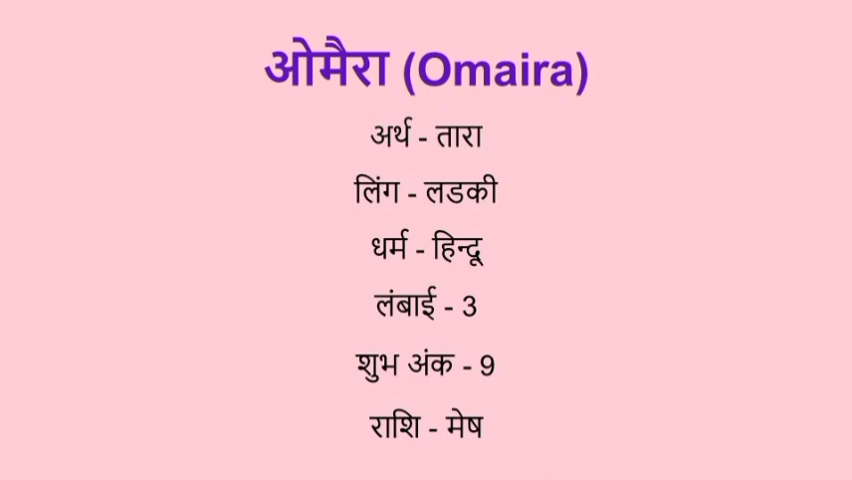 ओमैरा (Omaira)
अर्थ - तारा
लिंग - लडकी
धर्म - हिन्दू
लंबाई - 3
शुभ अंक - 9
राशि - मेष